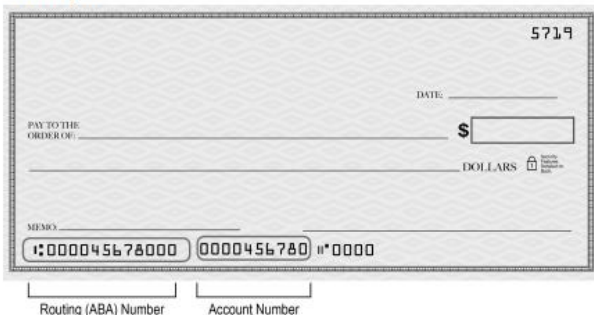 5719
DATE:
PAY TO THE
ORDER OF:
$
DOLLARS
MEMO:
⑆000045678000 0000456780 ⑈0000
Routing (ABA) Number Account Number